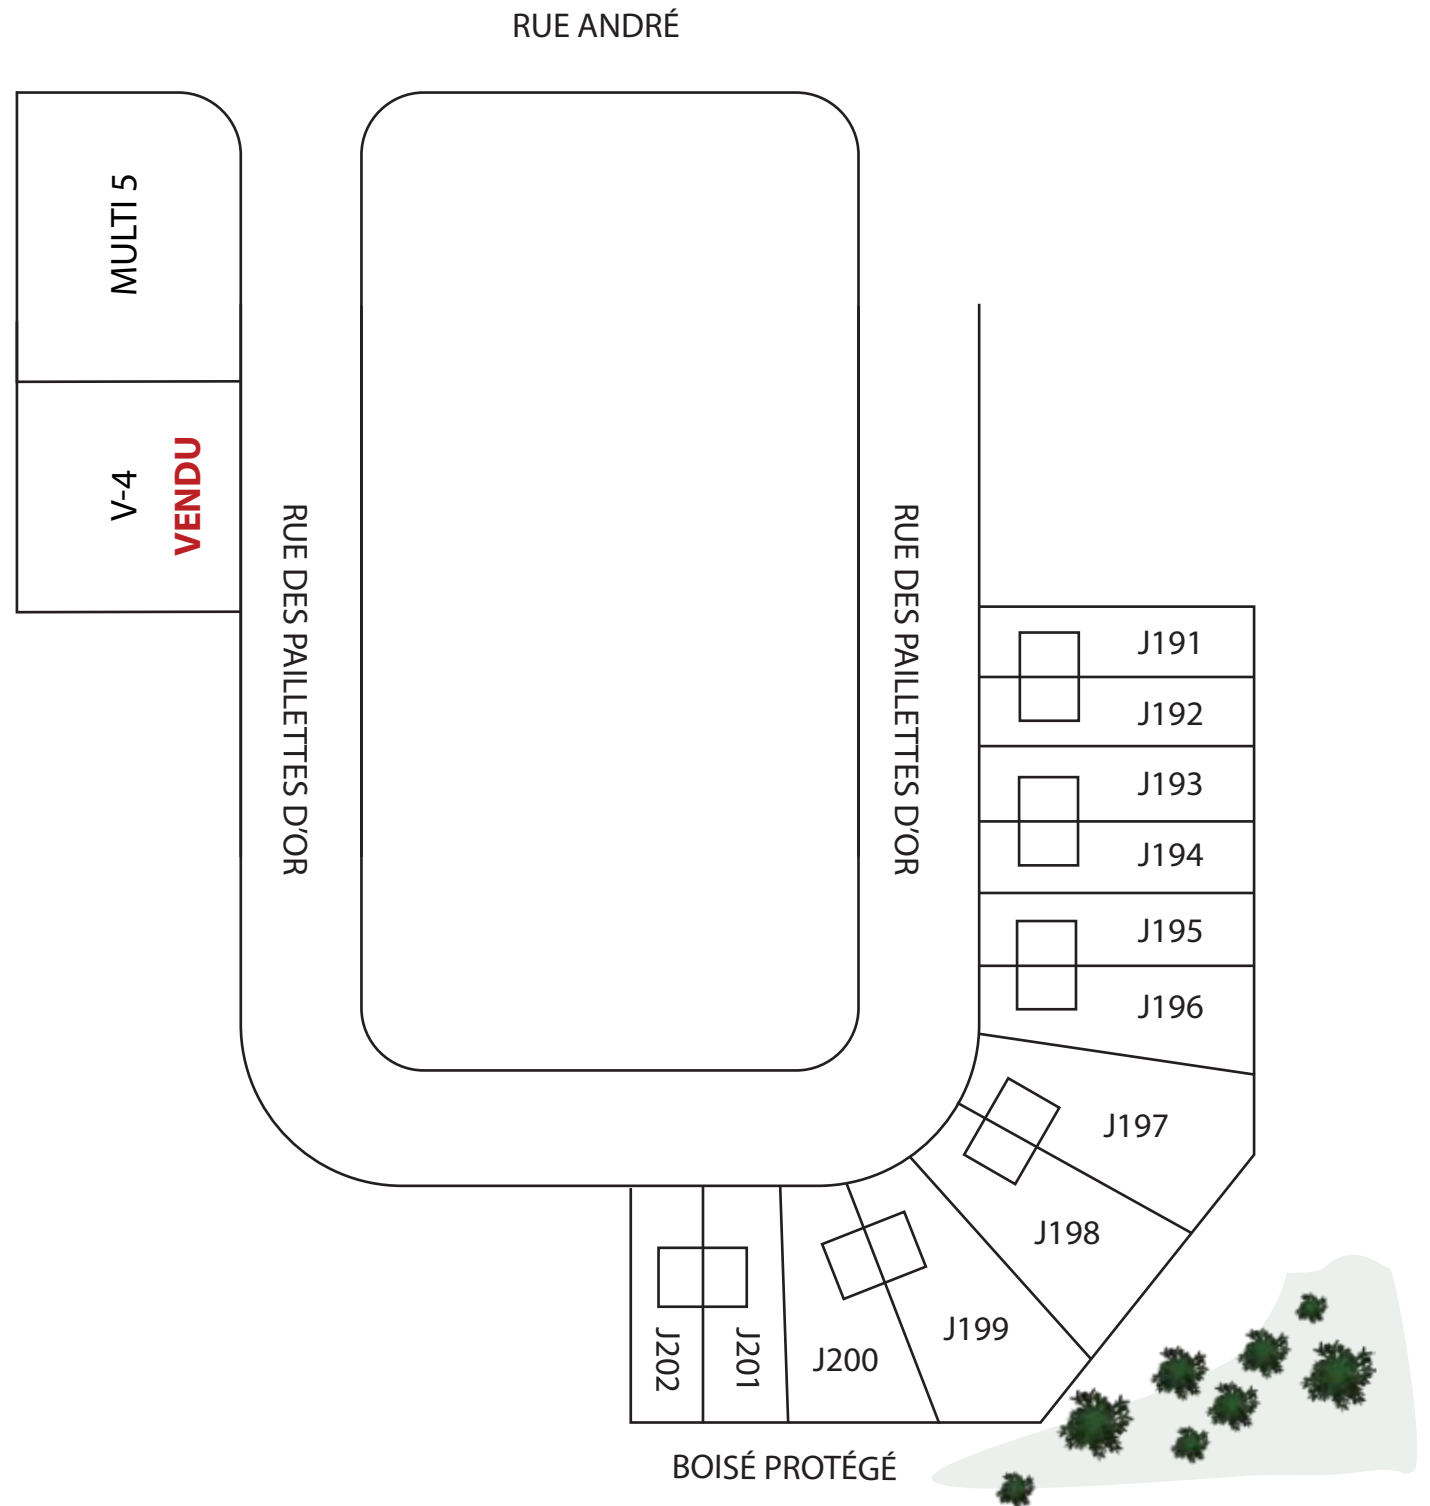 RUE ANDRÉ
MULTI 5
V-4
VENDU
RUE DES PAILLETTES D'OR
RUE DES PAILLETTES D'OR
J191
J192
J193
J194
J195
J196
J197
J198
J199
J200
J201
J202
BOISÉ PROTÉGÉ